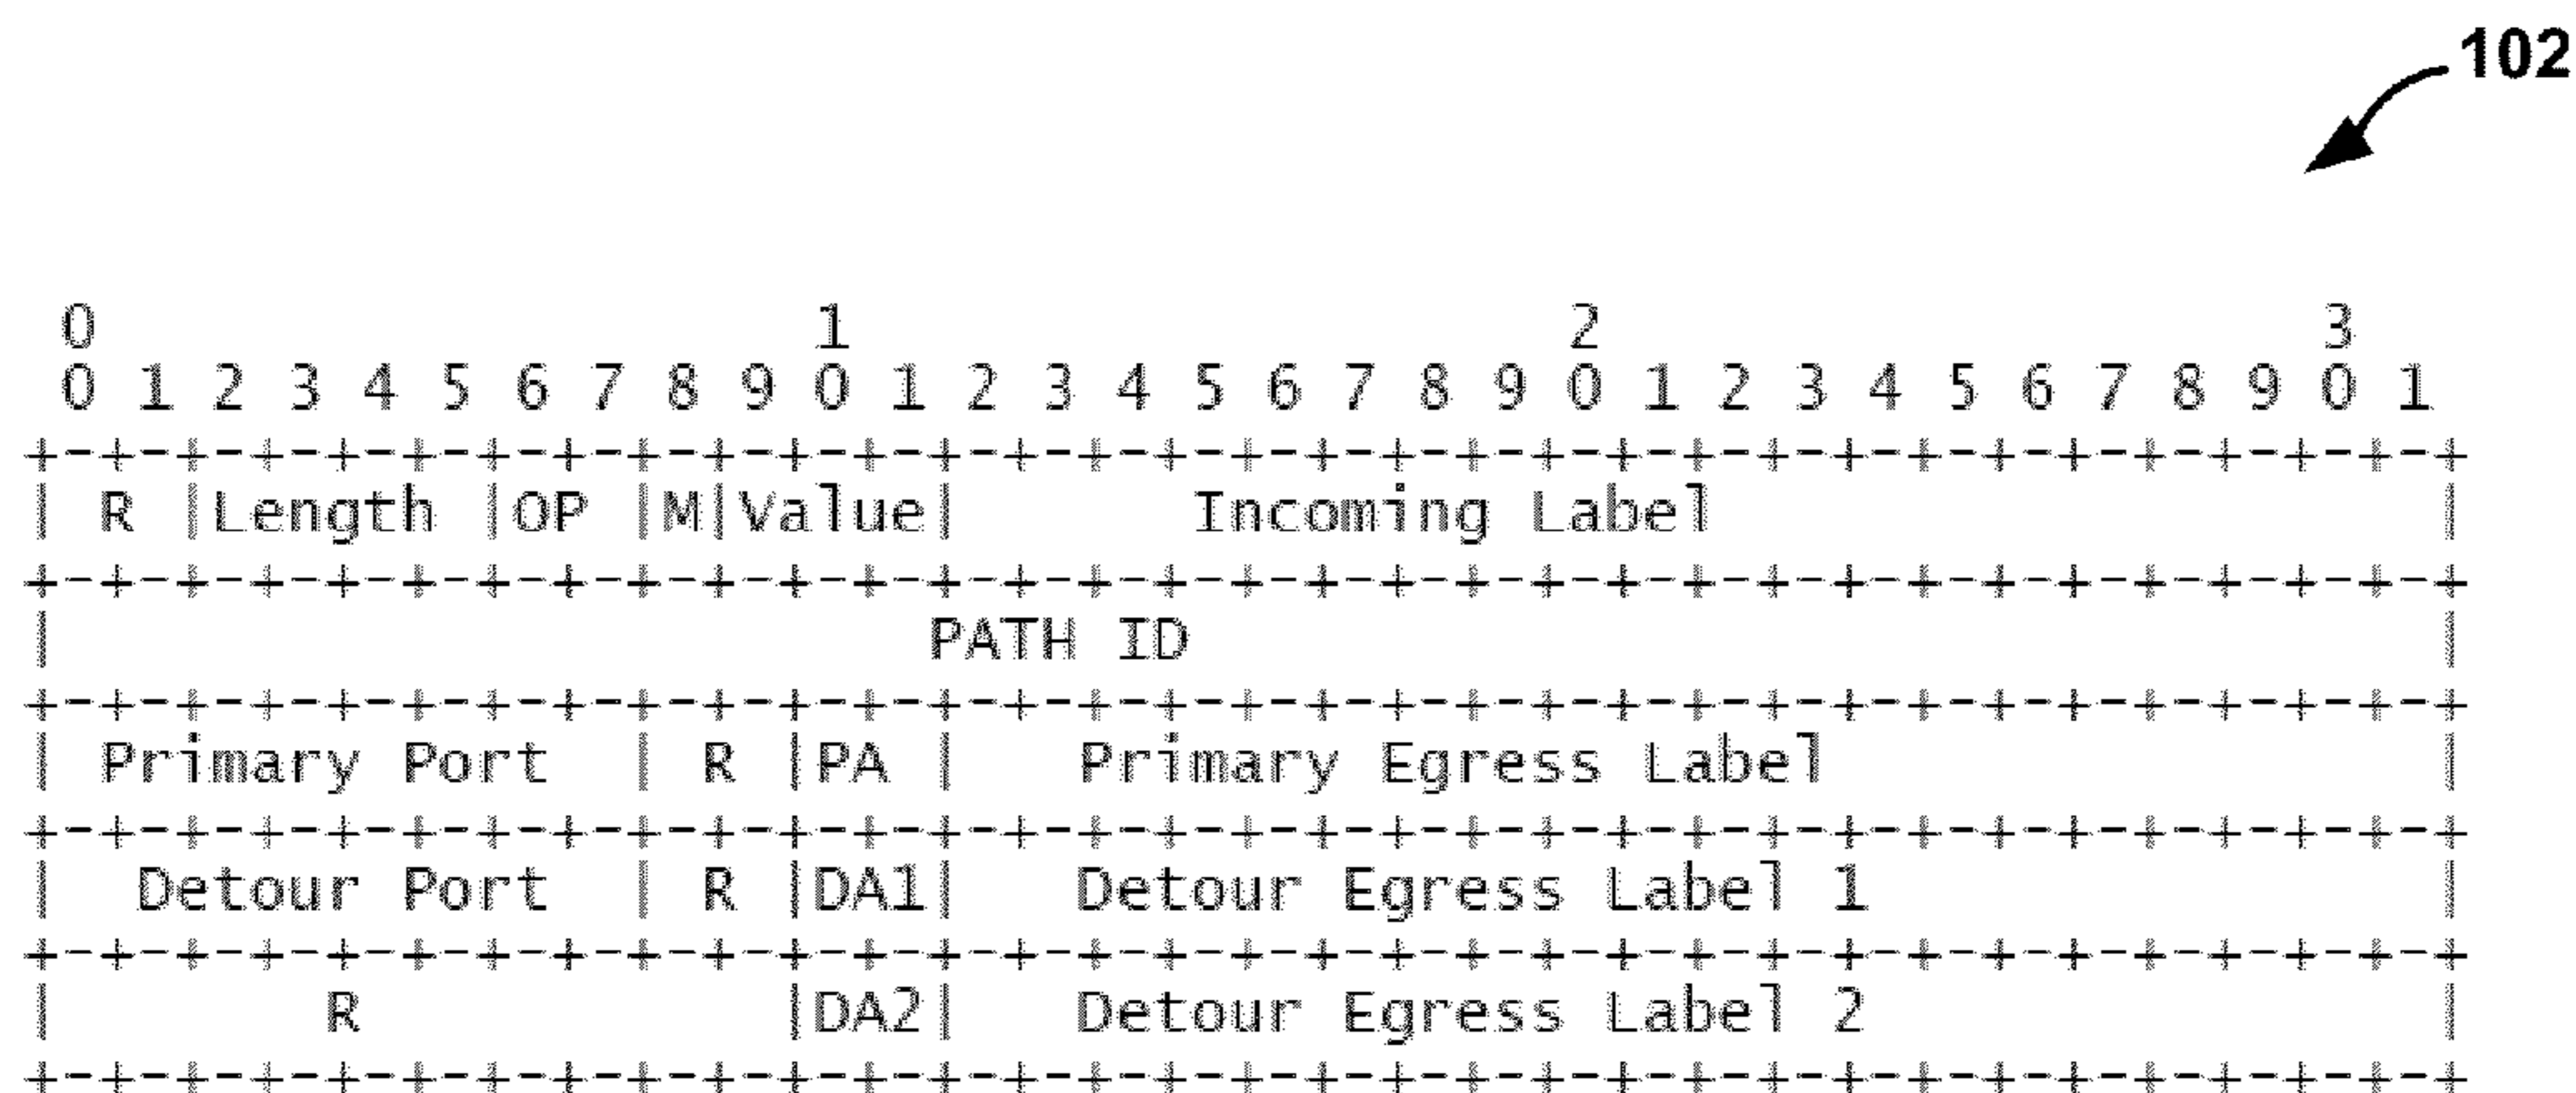 102
 0                   1                   2                   3
 0 1 2 3 4 5 6 7 8 9 0 1 2 3 4 5 6 7 8 9 0 1 2 3 4 5 6 7 8 9 0 1
+-+-+-+-+-+-+-+-+-+-+-+-+-+-+-+-+-+-+-+-+-+-+-+-+-+-+-+-+-+-+-+-+
| R |Length |OP |M|Value|      Incoming Label                   |
+-+-+-+-+-+-+-+-+-+-+-+-+-+-+-+-+-+-+-+-+-+-+-+-+-+-+-+-+-+-+-+-+
|                       PATH ID                                 |
+-+-+-+-+-+-+-+-+-+-+-+-+-+-+-+-+-+-+-+-+-+-+-+-+-+-+-+-+-+-+-+-+
| Primary Port  | R |PA |   Primary Egress Label                |
+-+-+-+-+-+-+-+-+-+-+-+-+-+-+-+-+-+-+-+-+-+-+-+-+-+-+-+-+-+-+-+-+
|  Detour Port  | R |DA1|   Detour Egress Label 1               |
+-+-+-+-+-+-+-+-+-+-+-+-+-+-+-+-+-+-+-+-+-+-+-+-+-+-+-+-+-+-+-+-+
|       R           |DA2|   Detour Egress Label 2               |
+-+-+-+-+-+-+-+-+-+-+-+-+-+-+-+-+-+-+-+-+-+-+-+-+-+-+-+-+-+-+-+-+